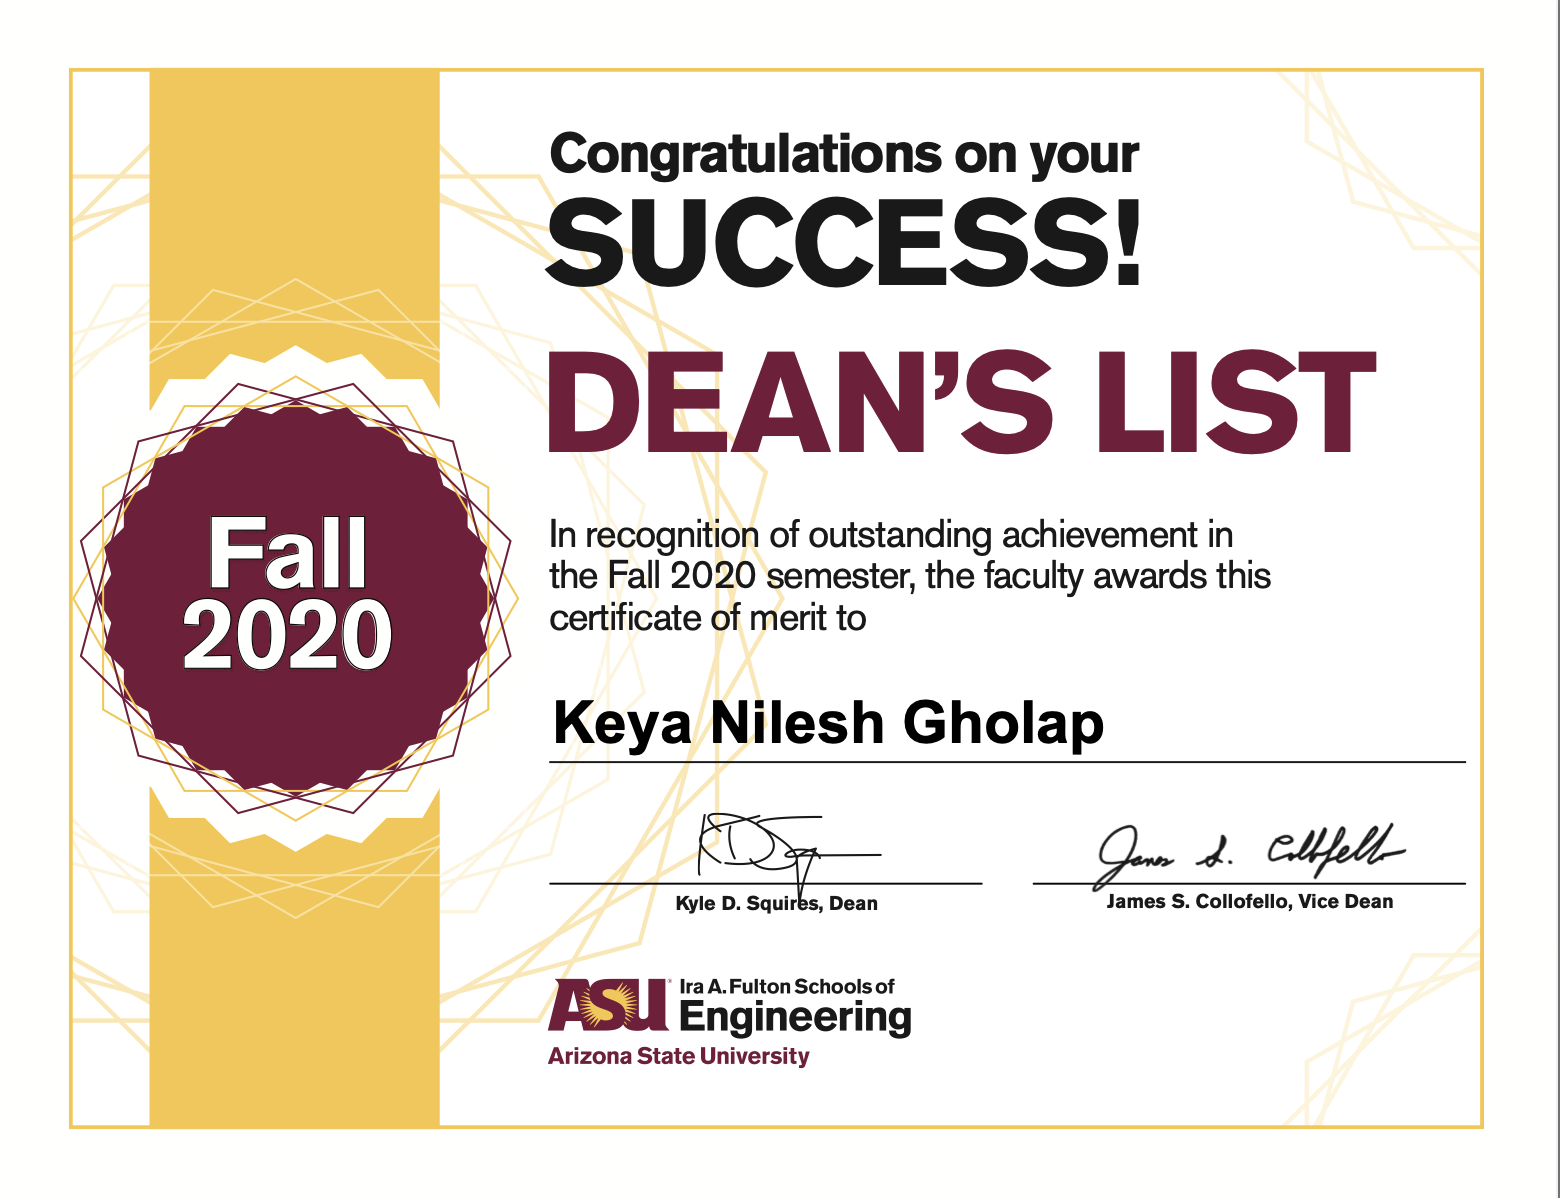 Congratulations on your
SUCCESS!
DEAN'S LIST
Fall
2020
In recognition of outstanding achievement in
the Fall 2020 semester, the faculty awards this
certificate of merit to
Keya Nilesh Gholap
James S. Collofello
Kyle D. Squires, Dean
James S. Collofello, Vice Dean
ASU Ira A. Fulton Schools of
Engineering
Arizona State University